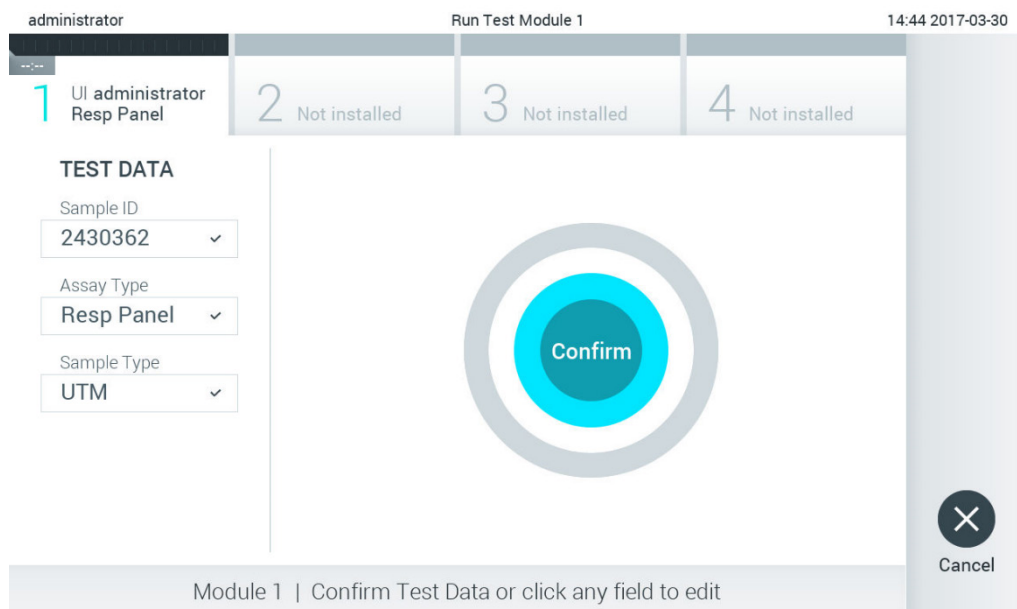 administrator
Run Test Module 1
14:44 2017-03-30
--:--
1 UI administrator
Resp Panel
2 Not installed
3 Not installed
4 Not installed
TEST DATA
Sample ID
2430362
Assay Type
Resp Panel
Sample Type
UTM
Confirm
Cancel
Module 1 | Confirm Test Data or click any field to edit